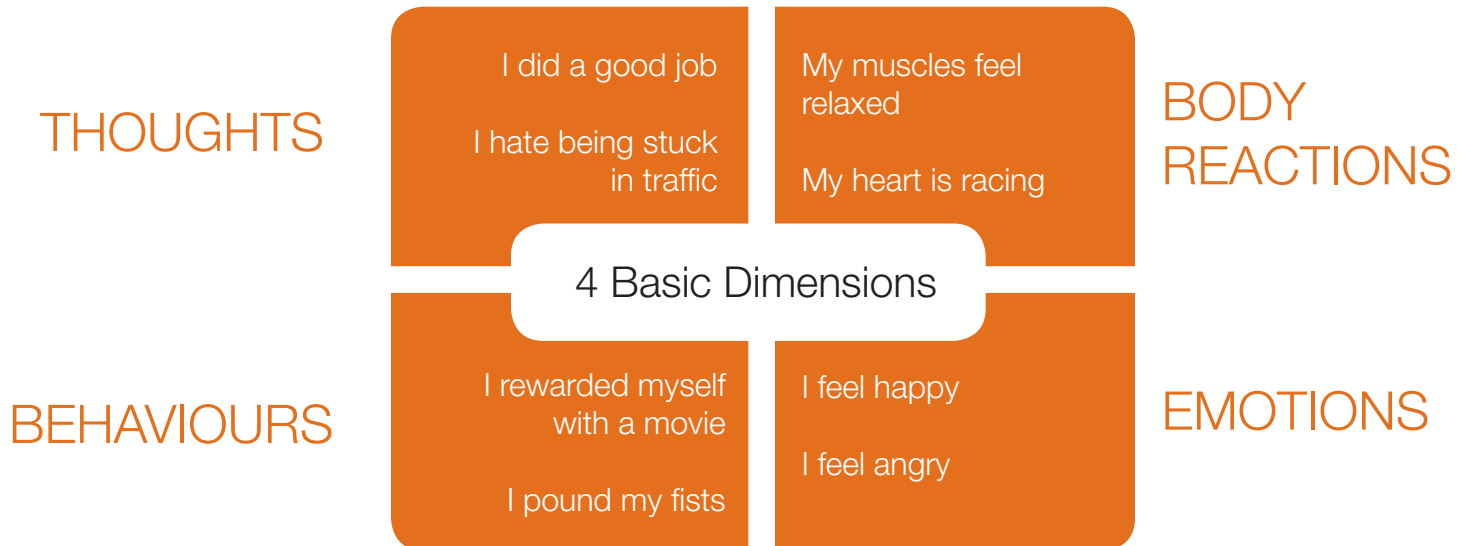 THOUGHTS
I did a good job
I hate being stuck
in traffic
My muscles feel
relaxed
My heart is racing
BODY
REACTIONS
4 Basic Dimensions
BEHAVIOURS
I rewarded myself
with a movie
I pound my fists
I feel happy
I feel angry
EMOTIONS